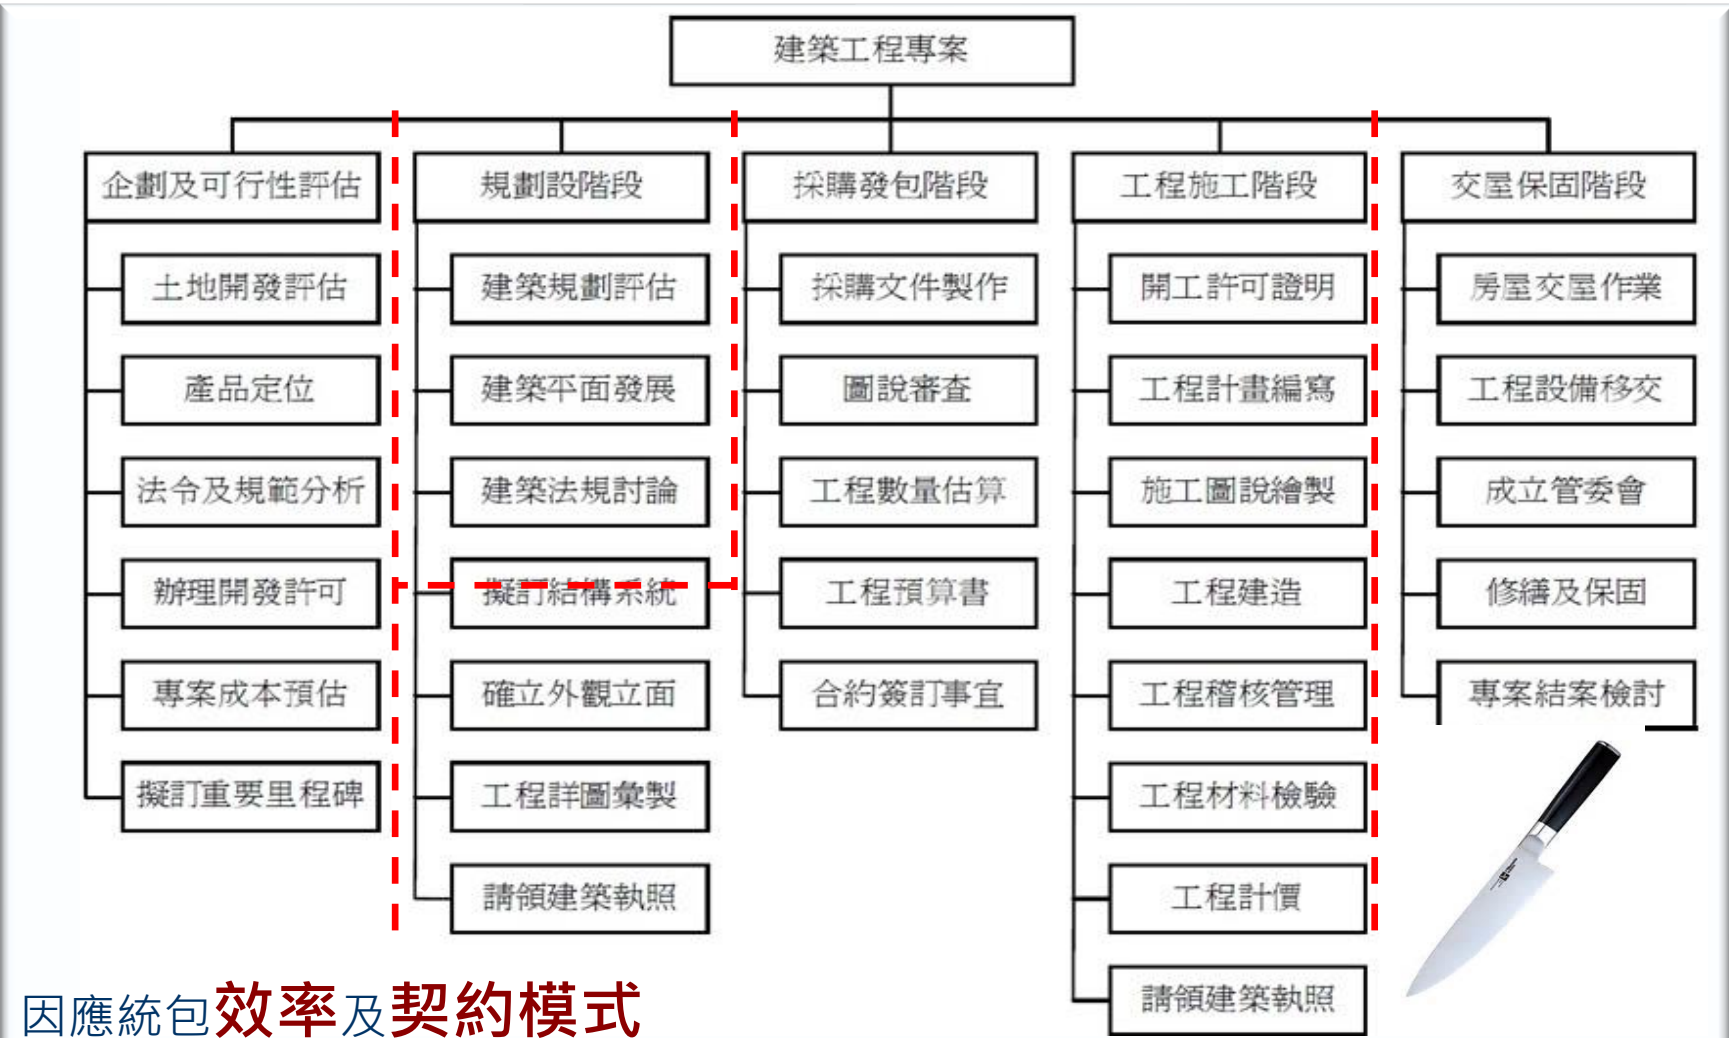 建築工程專案
企劃及可行性評估
土地開發評估
產品定位
法令及規範分析
辦理開發許可
專案成本預估
擬訂重要里程碑
規劃設階段
建築規劃評估
建築平面發展
建築法規討論
擬訂結構系統
確立外觀立面
工程詳圖彙製
請領建築執照
採購發包階段
採購文件製作
圖說審查
工程數量估算
工程預算書
合約簽訂事宜
工程施工階段
開工許可證明
工程計畫編寫
施工圖說繪製
工程建造
工程稽核管理
工程材料檢驗
工程計價
請領建築執照
交屋保固階段
房屋交屋作業
工程設備移交
成立管委會
修繕及保固
專案結案檢討
因應統包效率及契約模式